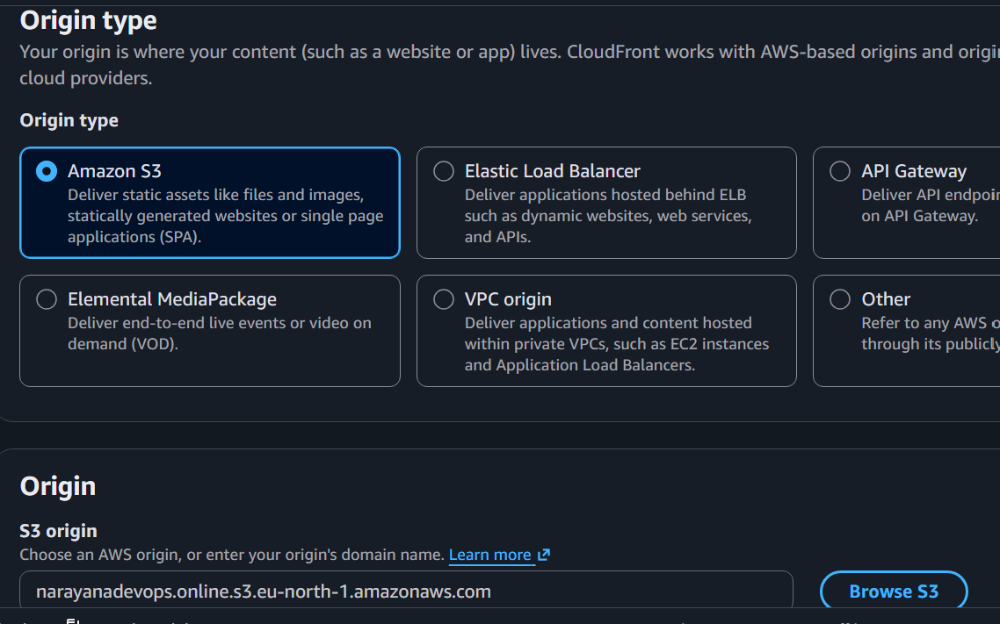 Origin type
Your origin is where your content (such as a website or app) lives. CloudFront works with AWS-based origins and
cloud providers.
Origin type
Amazon S3
Deliver static assets like files and images,
statically generated websites or single page
applications (SPA).
Elastic Load Balancer
Deliver applications hosted behind ELB
such as dynamic websites, web services,
and APIs.
API Gateway
Deliver API
on API Gateway.
Elemental MediaPackage
Deliver end-to-end live events or video on
demand (VOD).
VPC origin
Deliver applications and content hosted
within private VPCs, such as EC2 instances
and Application Load Balancers.
Other
Refer to any AWS
through its publicly
Origin
S3 origin
Choose an AWS origin, or enter your origin's domain name. Learn more
narayanadevops.online.s3.eu-north-1.amazonaws.com
Browse S3